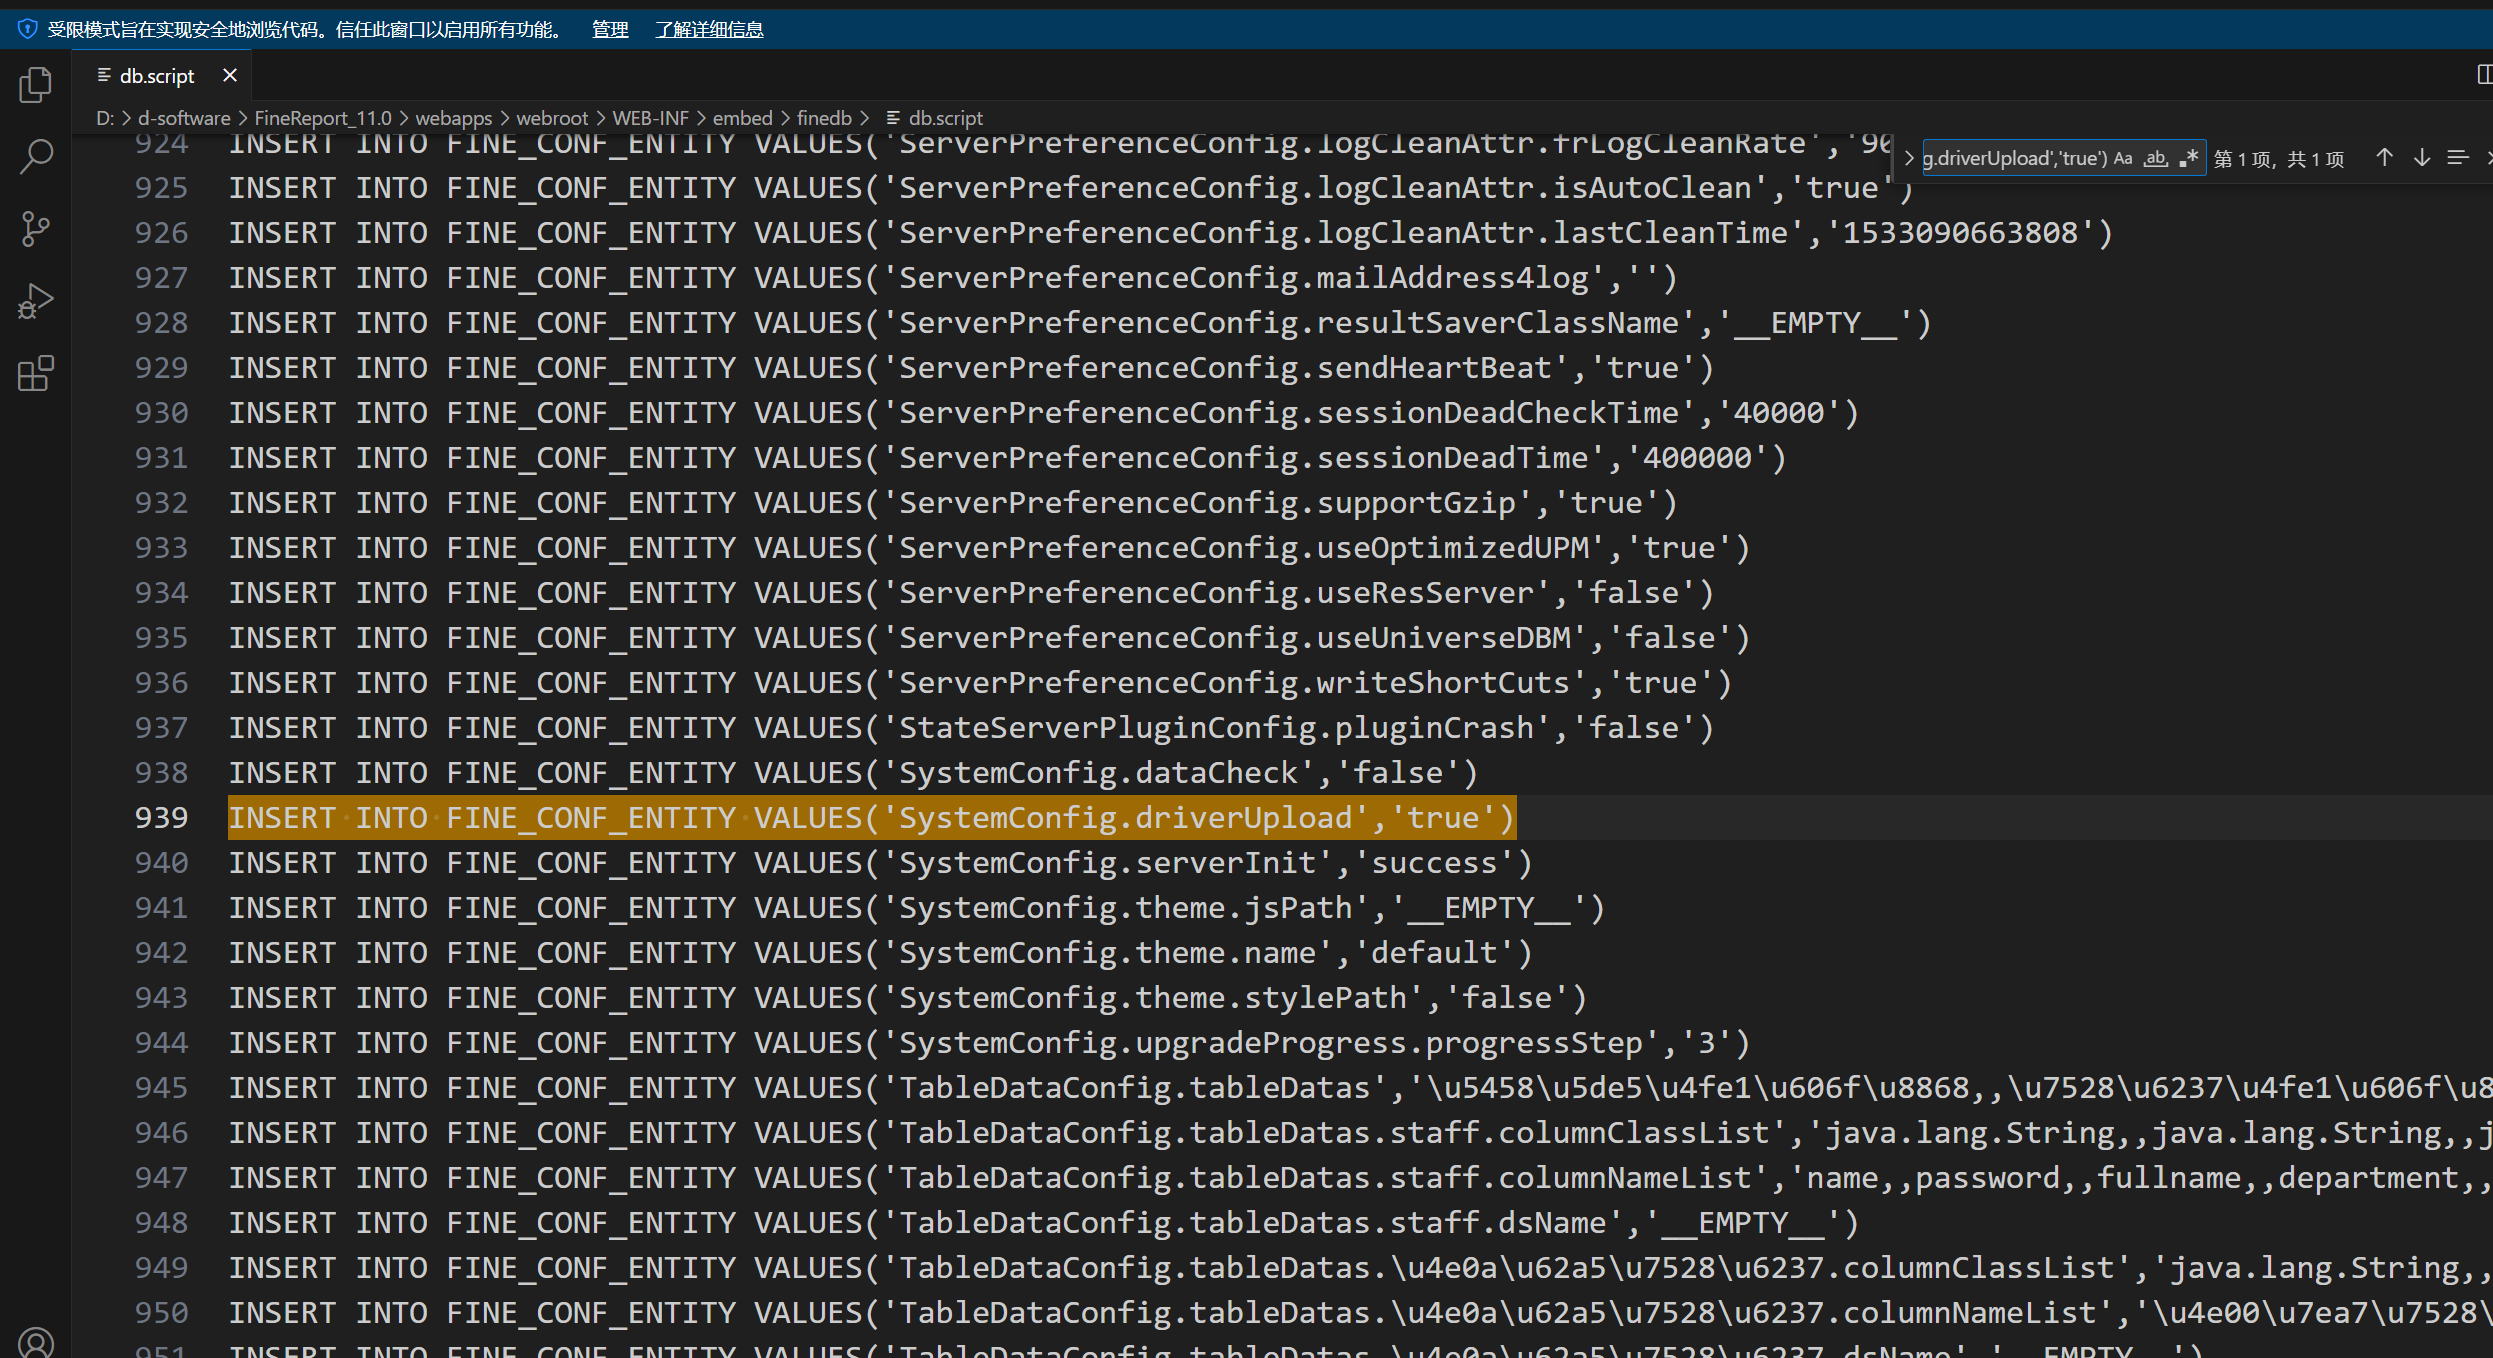 受限模式旨在实现安全地浏览代码。信任此窗口以启用所有功能。 管理 了解详细信息
db.script
D: > d-software > FineReport_11.0 > webapps > webroot > WEB-INF > embed > finedb > db.script
g.driverUpload','true') Aa ab .* 第 1 项，共 1 项
924 INSERT INTO FINE_CONF_ENTITY VALUES('ServerPreferenceConfig.logCleanAttr.frLogCleanRate','90
925 INSERT INTO FINE_CONF_ENTITY VALUES('ServerPreferenceConfig.logCleanAttr.isAutoClean','true')
926 INSERT INTO FINE_CONF_ENTITY VALUES('ServerPreferenceConfig.logCleanAttr.lastCleanTime','1533090663808')
927 INSERT INTO FINE_CONF_ENTITY VALUES('ServerPreferenceConfig.mailAddress4log','')
928 INSERT INTO FINE_CONF_ENTITY VALUES('ServerPreferenceConfig.resultSaverClassName','__EMPTY__')
929 INSERT INTO FINE_CONF_ENTITY VALUES('ServerPreferenceConfig.sendHeartBeat','true')
930 INSERT INTO FINE_CONF_ENTITY VALUES('ServerPreferenceConfig.sessionDeadCheckTime','40000')
931 INSERT INTO FINE_CONF_ENTITY VALUES('ServerPreferenceConfig.sessionDeadTime','400000')
932 INSERT INTO FINE_CONF_ENTITY VALUES('ServerPreferenceConfig.supportGzip','true')
933 INSERT INTO FINE_CONF_ENTITY VALUES('ServerPreferenceConfig.useOptimizedUPM','true')
934 INSERT INTO FINE_CONF_ENTITY VALUES('ServerPreferenceConfig.useResServer','false')
935 INSERT INTO FINE_CONF_ENTITY VALUES('ServerPreferenceConfig.useUniverseDBM','false')
936 INSERT INTO FINE_CONF_ENTITY VALUES('ServerPreferenceConfig.writeShortCuts','true')
937 INSERT INTO FINE_CONF_ENTITY VALUES('StateServerPluginConfig.pluginCrash','false')
938 INSERT INTO FINE_CONF_ENTITY VALUES('SystemConfig.dataCheck','false')
939 INSERT INTO FINE_CONF_ENTITY VALUES('SystemConfig.driverUpload','true')
940 INSERT INTO FINE_CONF_ENTITY VALUES('SystemConfig.serverInit','success')
941 INSERT INTO FINE_CONF_ENTITY VALUES('SystemConfig.theme.jsPath','__EMPTY__')
942 INSERT INTO FINE_CONF_ENTITY VALUES('SystemConfig.theme.name','default')
943 INSERT INTO FINE_CONF_ENTITY VALUES('SystemConfig.theme.stylePath','false')
944 INSERT INTO FINE_CONF_ENTITY VALUES('SystemConfig.upgradeProgress.progressStep','3')
945 INSERT INTO FINE_CONF_ENTITY VALUES('TableDataConfig.tableDatas','\u5458\u5de5\u4fe1\u606f\u8868,,\u7528\u6237\u4fe1\u606f\u8
946 INSERT INTO FINE_CONF_ENTITY VALUES('TableDataConfig.tableDatas.staff.columnClassList','java.lang.String,,java.lang.String,,j
947 INSERT INTO FINE_CONF_ENTITY VALUES('TableDataConfig.tableDatas.staff.columnNameList','name,,password,,fullname,,department,,
948 INSERT INTO FINE_CONF_ENTITY VALUES('TableDataConfig.tableDatas.staff.dsName','__EMPTY__')
949 INSERT INTO FINE_CONF_ENTITY VALUES('TableDataConfig.tableDatas.\u4e0a\u62a5\u7528\u6237.columnClassList','java.lang.String,,
950 INSERT INTO FINE_CONF_ENTITY VALUES('TableDataConfig.tableDatas.\u4e0a\u62a5\u7528\u6237.columnNameList','\u4e00\u7ea7\u7528\
951 INSERT INTO FINE_CONF_ENTITY VALUES('TableDataConfig.tableDatas.\u4e0a\u62a5\u7528\u6237.dsName','__EMPTY__')